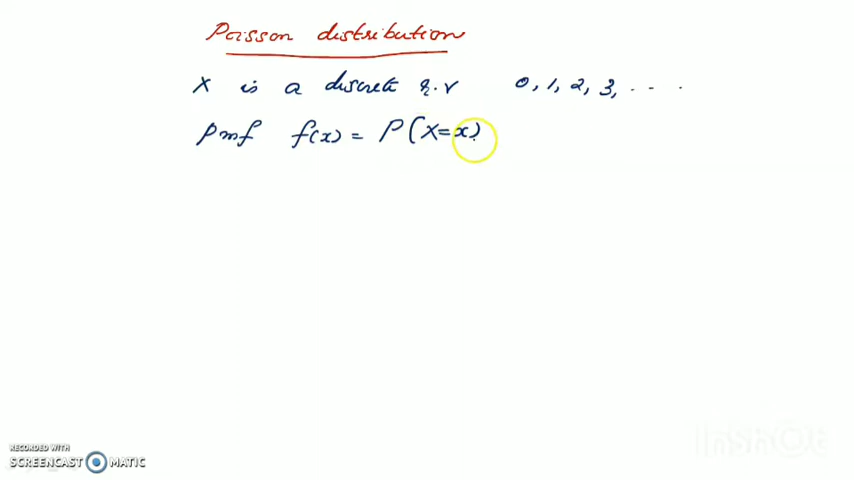 Poisson distribution
X is a discrete r.v 0, 1, 2, 3, . . . .
pmf f(x) = P(X=x)
RECORDED WITH
SCREENCAST MATIC